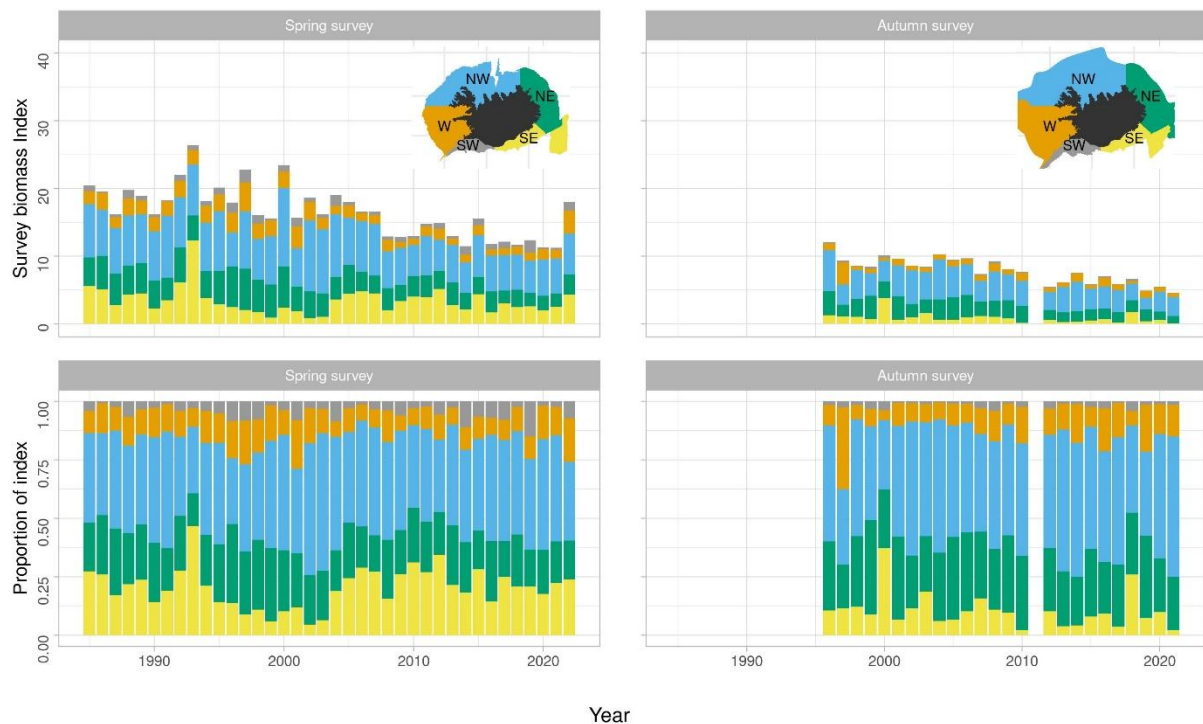 Spring survey
Autumn survey
Survey biomass Index
40
30
20
10
0
NW
NE
W
SW
SE
NW
NE
W
SW
SE
Spring survey
Autumn survey
Proportion of index
1.00
0.75
0.50
0.25
0.00
1990
2000
2010
2020
1990
2000
2010
2020
Year